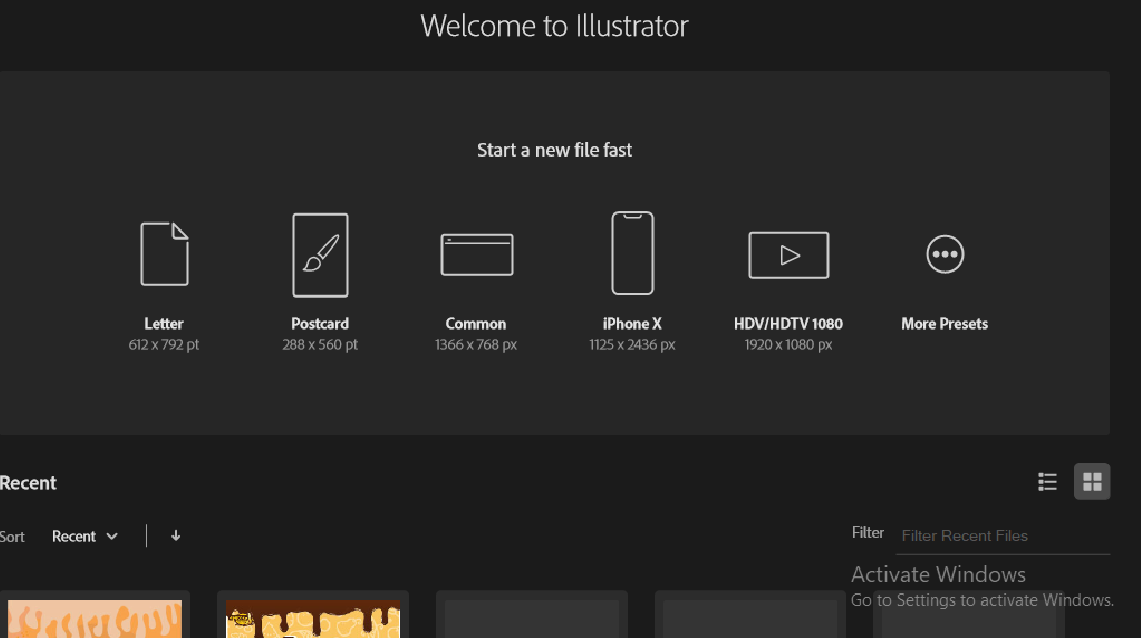 Welcome to Illustrator
Start a new file fast
Letter
612 x 792 pt
Postcard
288 x 560 pt
Common
1366 x 768 px
iPhone X
1125 x 2436 px
HDV/HDTV 1080
1920 x 1080 px
More Presets
Recent
Sort
Recent
Filter
Filter Recent Files
Activate Windows
Go to Settings to activate Windows.